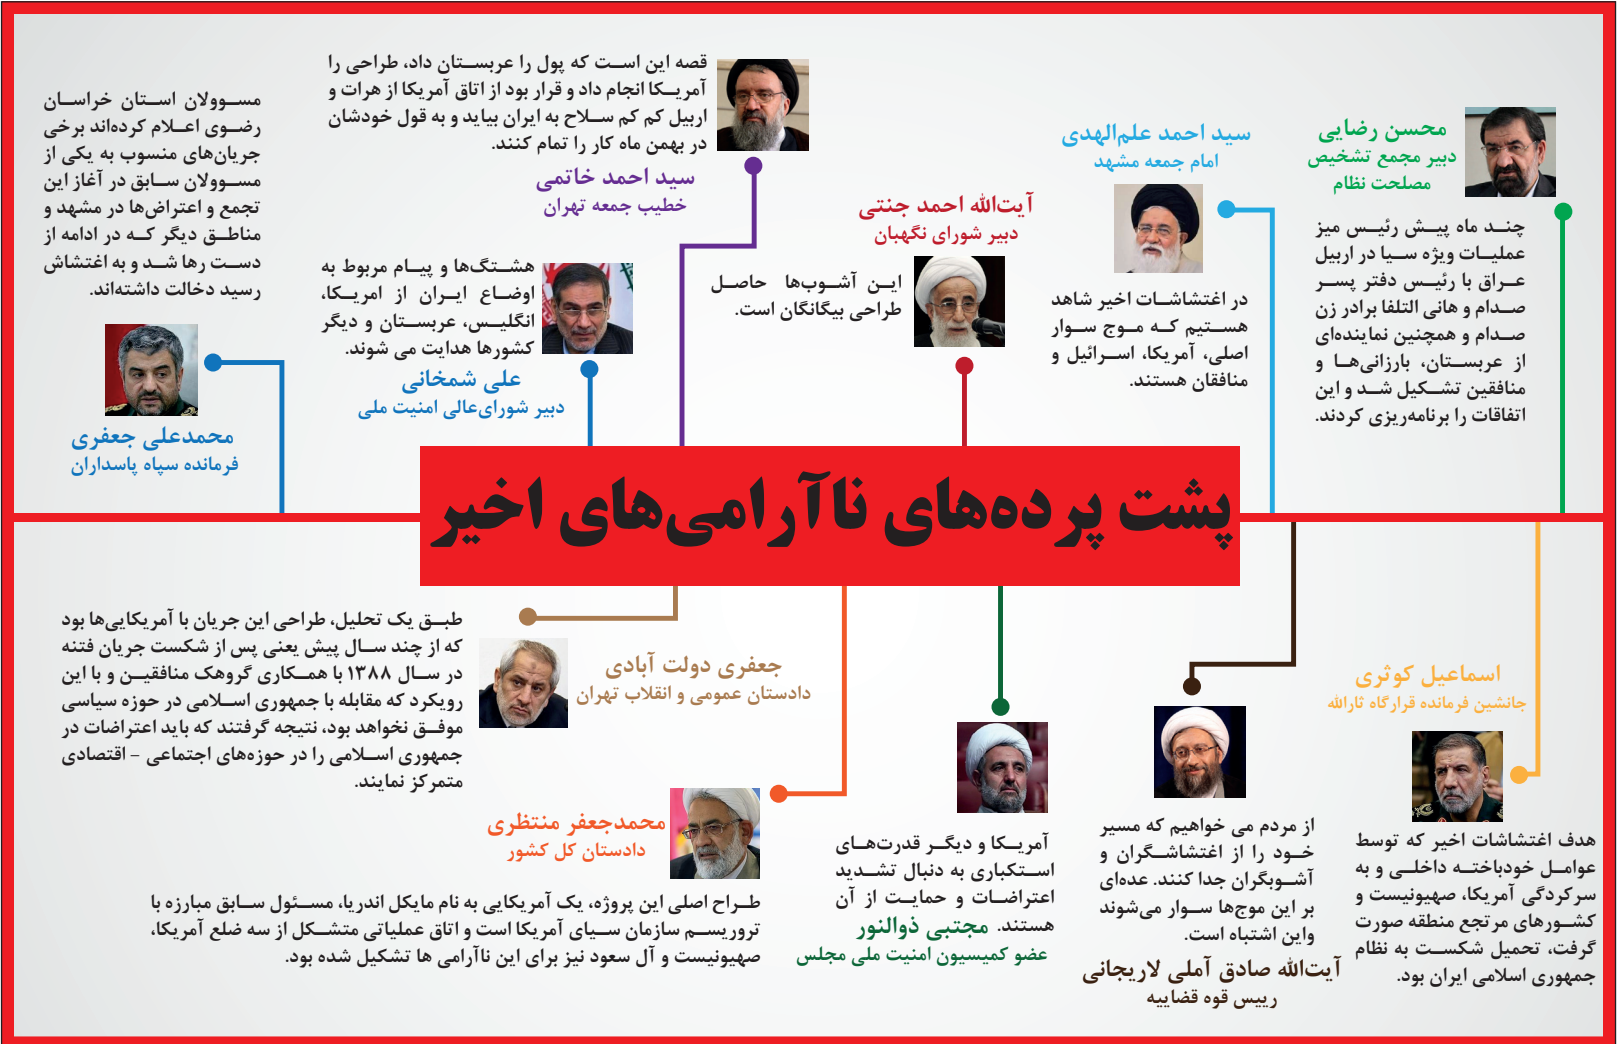 محسن رضایی
دبیر مجمع تشخیص
مصلحت نظام
چند ماه پیش رئیس میز
عملیات ویژه سیا در اربیل
عراق با رئیس دفتر پسر
صدام و هانی التلفا برادر زن
صدام و همچنین نماینده‌ای
از عربستان، بارزانی‌ها و
منافقین تشکیل شد و این
اتفاقات را برنامه‌ریزی کردند.
سید احمد علم‌الهدی
امام جمعه مشهد
در اغتشاشات اخیر شاهد
هستیم که موج سوار
اصلی، آمریکا، اسرائیل و
منافقان هستند.
آیت‌الله احمد جنتی
دبیر شورای نگهبان
این آشوب‌ها حاصل
طراحی بیگانگان است.
قصه این است که پول را عربستان داد، طراحی را
آمریکا انجام داد و قرار بود از اتاق آمریکا از هرات و
اربیل کم کم سلاح به ایران بیاید و به قول خودشان
در بهمن ماه کار را تمام کنند.
سید احمد خاتمی
خطیب جمعه تهران
هشتگ‌ها و پیام مربوط به
اوضاع ایران از امریکا،
انگلیس، عربستان و دیگر
کشورها هدایت می شوند.
علی شمخانی
دبیر شورای‌عالی امنیت ملی
مسوولان استان خراسان
رضوی اعلام کرده‌اند برخی
جریان‌های منسوب به یکی از
مسوولان سابق در آغاز این
تجمع و اعتراض‌ها در مشهد و
مناطق دیگر که در ادامه از
دست رها شد و به اغتشاش
رسید دخالت داشته‌اند.
محمدعلی جعفری
فرمانده سپاه پاسداران
پشت پرده‌های ناآرامی‌های اخیر
اسماعیل کوثری
جانشین فرمانده قرارگاه ثارالله
هدف اغتشاشات اخیر که توسط
عوامل خودباخته داخلی و به
سرکردگی آمریکا، صهیونیست و
کشورهای مرتجع منطقه صورت
گرفت، تحمیل شکست به نظام
جمهوری اسلامی ایران بود.
از مردم می خواهیم که مسیر
خود را از اغتشاشگران و
آشوبگران جدا کنند. عده‌ای
بر این موج‌ها سوار می‌شوند
واین اشتباه است.
آیت‌الله صادق آملی لاریجانی
رییس قوه قضاییه
آمریکا و دیگر قدرت‌های
استکباری به دنبال تشدید
اعتراضات و حمایت از آن
هستند. مجتبی ذوالنور
عضو کمیسیون امنیت ملی مجلس
جعفری دولت آبادی
دادستان عمومی و انقلاب تهران
طبق یک تحلیل، طراحی این جریان با آمریکایی‌ها بود
که از چند سال پیش یعنی پس از شکست جریان فتنه
در سال ۱۳۸۸ با همکاری گروهک منافقین و با این
رویکرد که مقابله با جمهوری اسلامی در حوزه سیاسی
موفق نخواهد بود، نتیجه گرفتند که باید اعتراضات در
جمهوری اسلامی را در حوزه‌های اجتماعی - اقتصادی
متمرکز نمایند.
محمدجعفر منتظری
دادستان کل کشور
طراح اصلی این پروژه، یک آمریکایی به نام مایکل اندریا، مسئول سابق مبارزه با
تروریسم سازمان سیای آمریکا است و اتاق عملیاتی متشکل از سه ضلع آمریکا،
صهیونیست و آل سعود نیز برای این ناآرامی ها تشکیل شده بود.